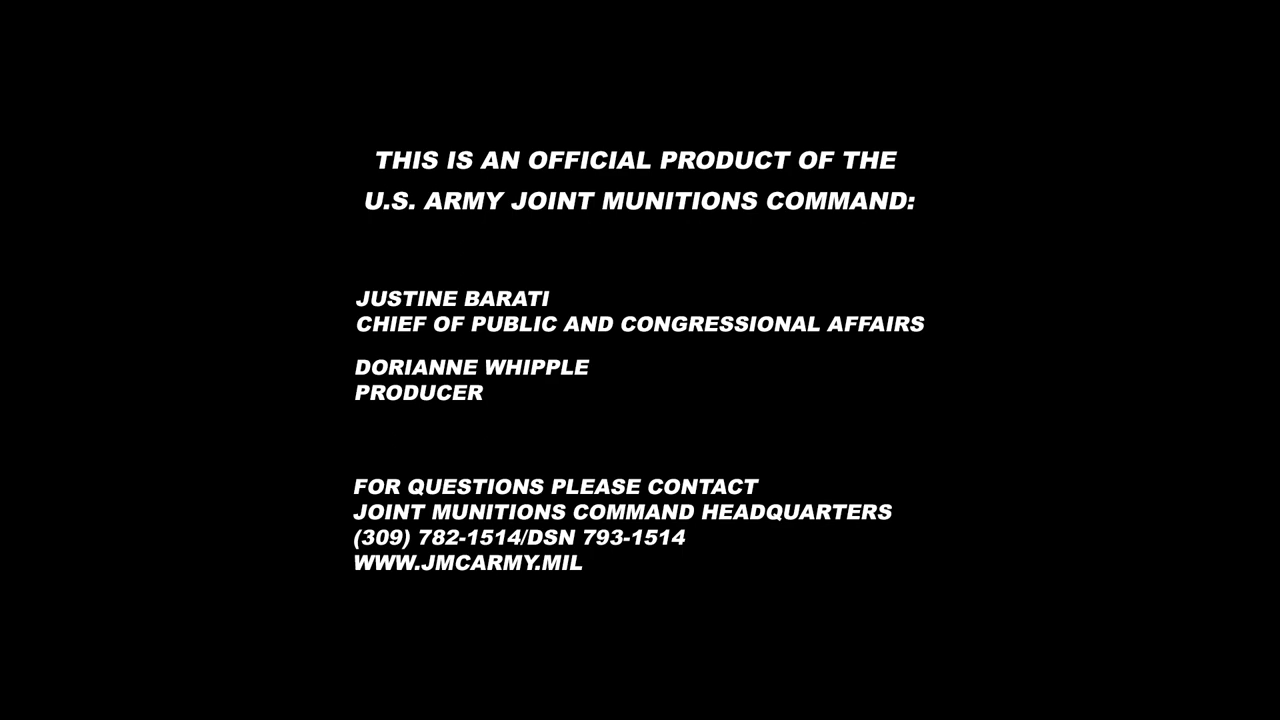 THIS IS AN OFFICIAL PRODUCT OF THE
U.S. ARMY JOINT MUNITIONS COMMAND:
JUSTINE BARATI
CHIEF OF PUBLIC AND CONGRESSIONAL AFFAIRS
DORIANNE WHIPPLE
PRODUCER
FOR QUESTIONS PLEASE CONTACT
JOINT MUNITIONS COMMAND HEADQUARTERS
(309) 782-1514/DSN 793-1514
WWW.JMCARMY.MIL